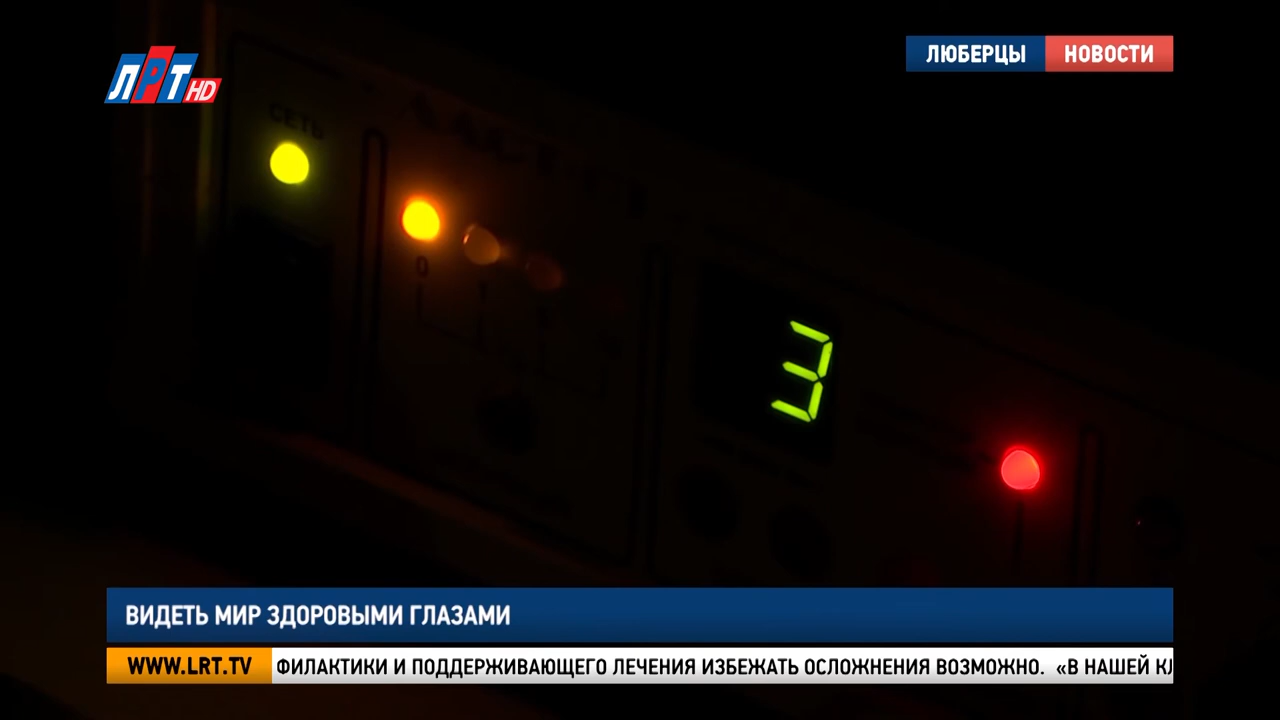 ЛРТ HD
ЛЮБЕРЦЫ НОВОСТИ
СЕТЬ
0
3
ВИДЕТЬ МИР ЗДОРОВЫМИ ГЛАЗАМИ
WWW.LRT.TV ФИЛАКТИКИ И ПОДДЕРЖИВАЮЩЕГО ЛЕЧЕНИЯ ИЗБЕЖАТЬ ОСЛОЖНЕНИЯ ВОЗМОЖНО. «В НАШЕЙ КЛ